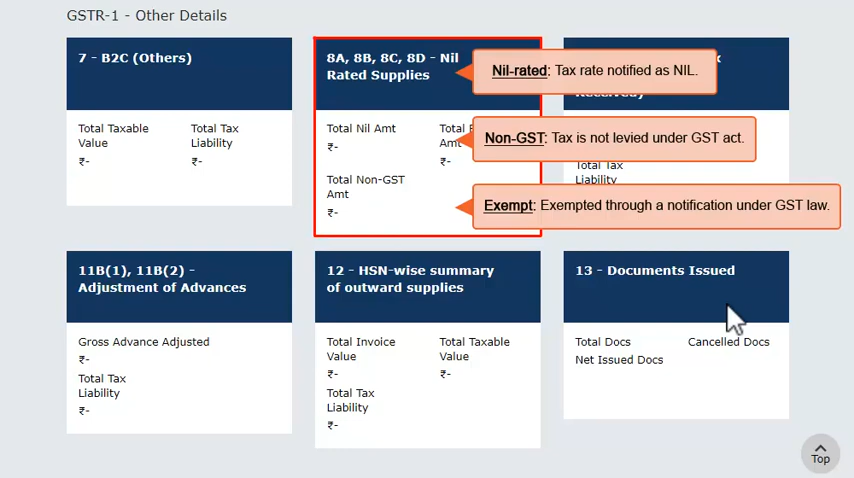 GSTR-1 - Other Details
7 - B2C (Others)
Total Taxable
Value
₹-
Total Tax
Liability
₹-
8A, 8B, 8C, 8D - Nil
Rated Supplies
Total Nil Amt
₹-
Total
Amt
₹-
Total Non-GST
Amt
₹-
Nil-rated: Tax rate notified as NIL.
Non-GST: Tax is not levied under GST act.
Exempt: Exempted through a notification under GST law.
Total Tax
Liability
11B(1), 11B(2) -
Adjustment of Advances
Gross Advance Adjusted
₹-
Total Tax
Liability
₹-
12 - HSN-wise summary
of outward supplies
Total Invoice
Value
₹-
Total Taxable
Value
₹-
Total Tax
Liability
₹-
13 - Documents Issued
Total Docs
Cancelled Docs
Net Issued Docs
Top